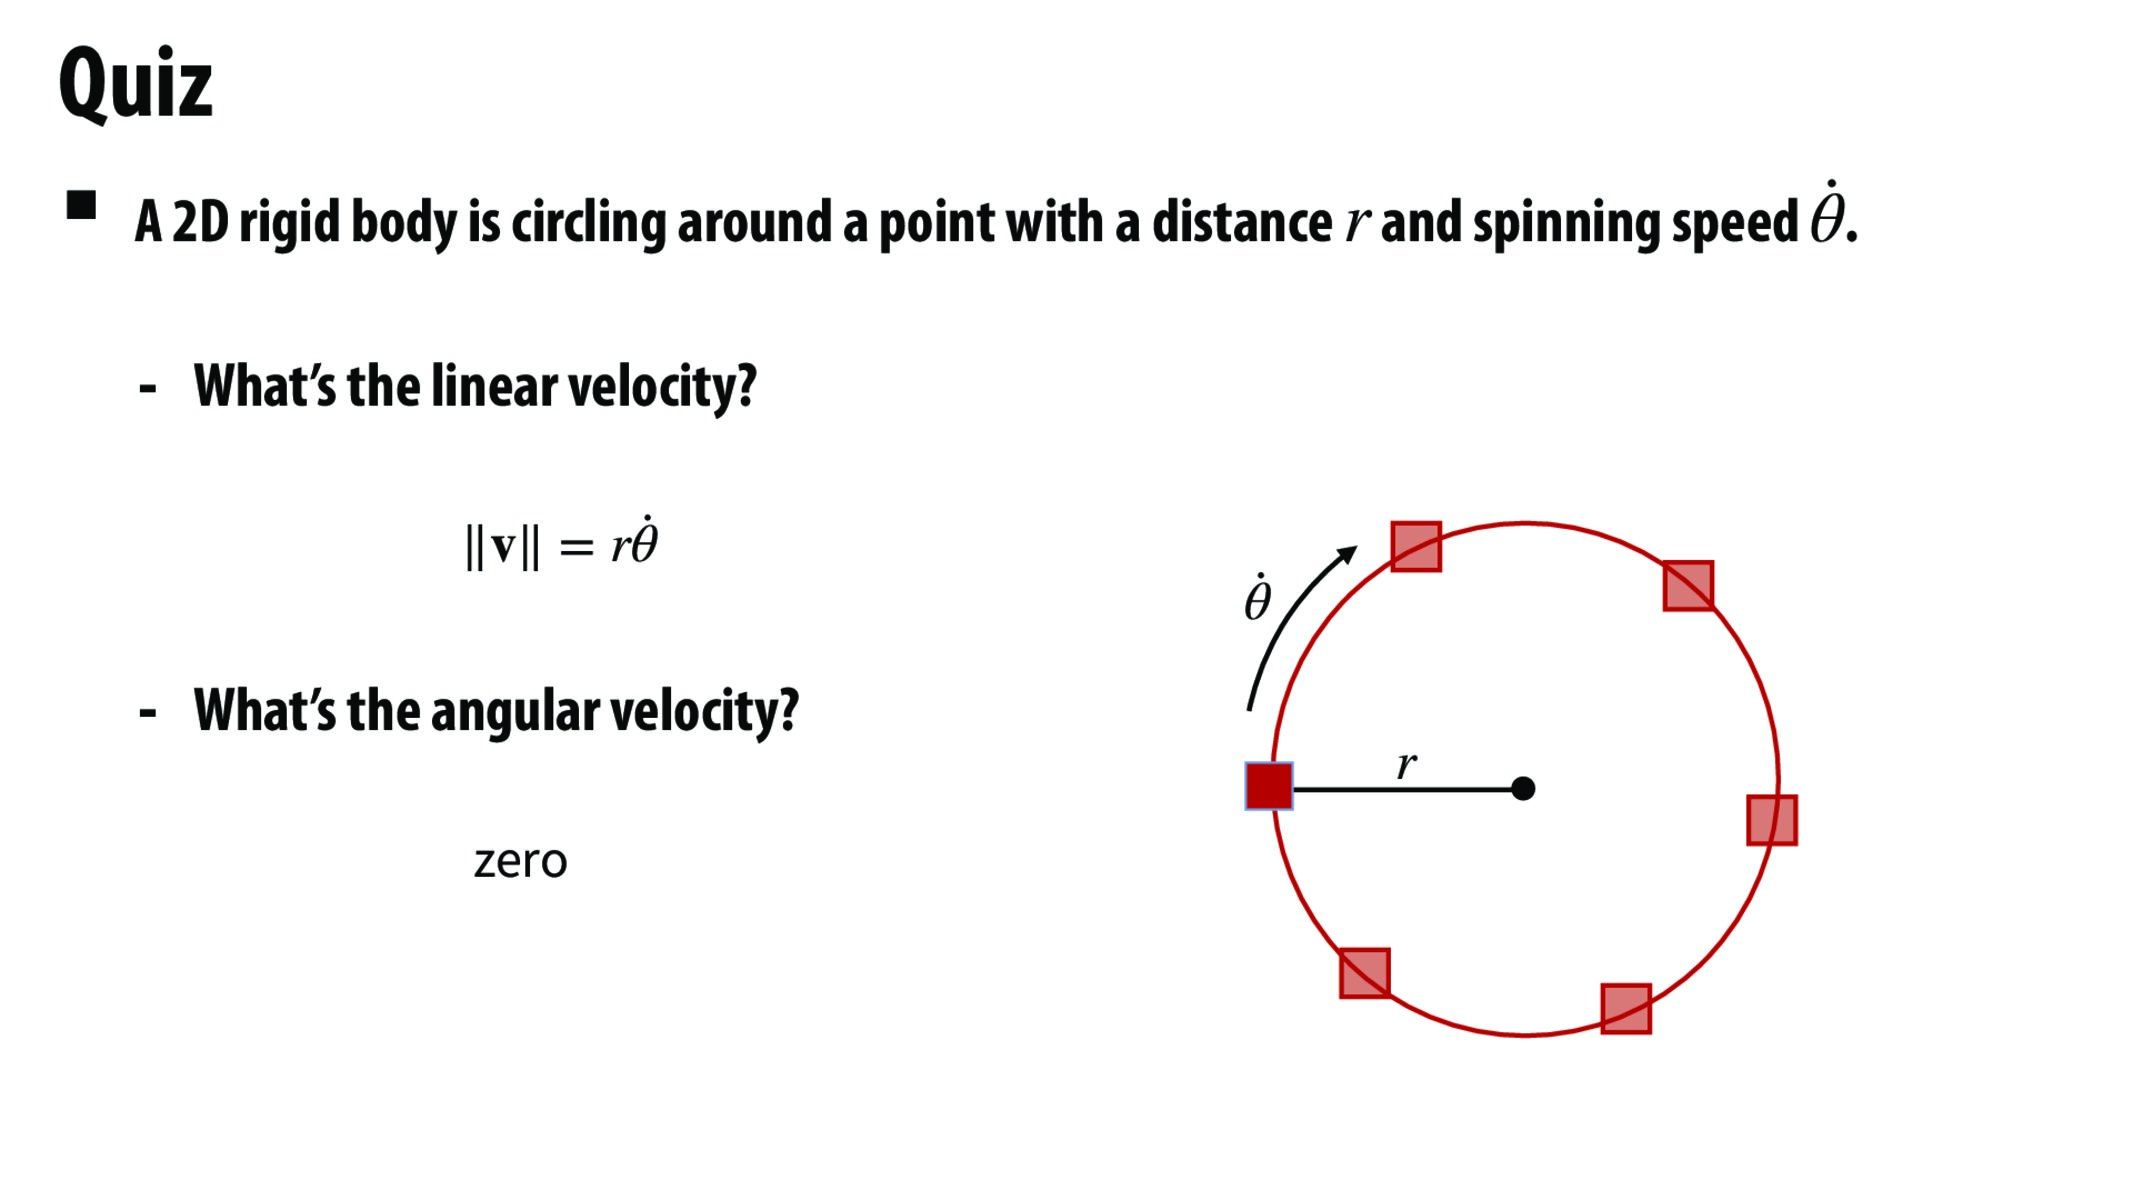 Quiz
▪ A 2D rigid body is circling around a point with a distance r and spinning speed θ̇.
- What’s the linear velocity?
‖v‖ = rθ̇
θ̇
- What’s the angular velocity?
r
zero